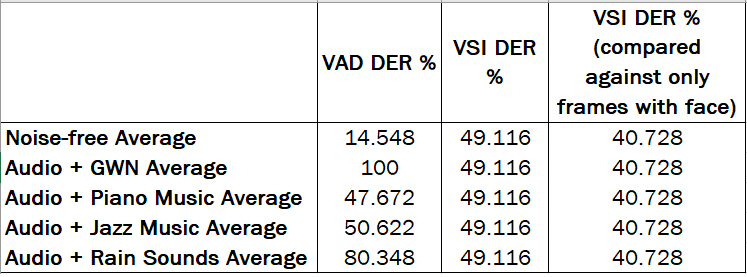 VAD DER %
VSI DER
%
VSI DER %
(compared
against only
frames with face)
Noise-free Average 14.548 49.116 40.728
Audio + GWN Average 100 49.116 40.728
Audio + Piano Music Average 47.672 49.116 40.728
Audio + Jazz Music Average 50.622 49.116 40.728
Audio + Rain Sounds Average 80.348 49.116 40.728